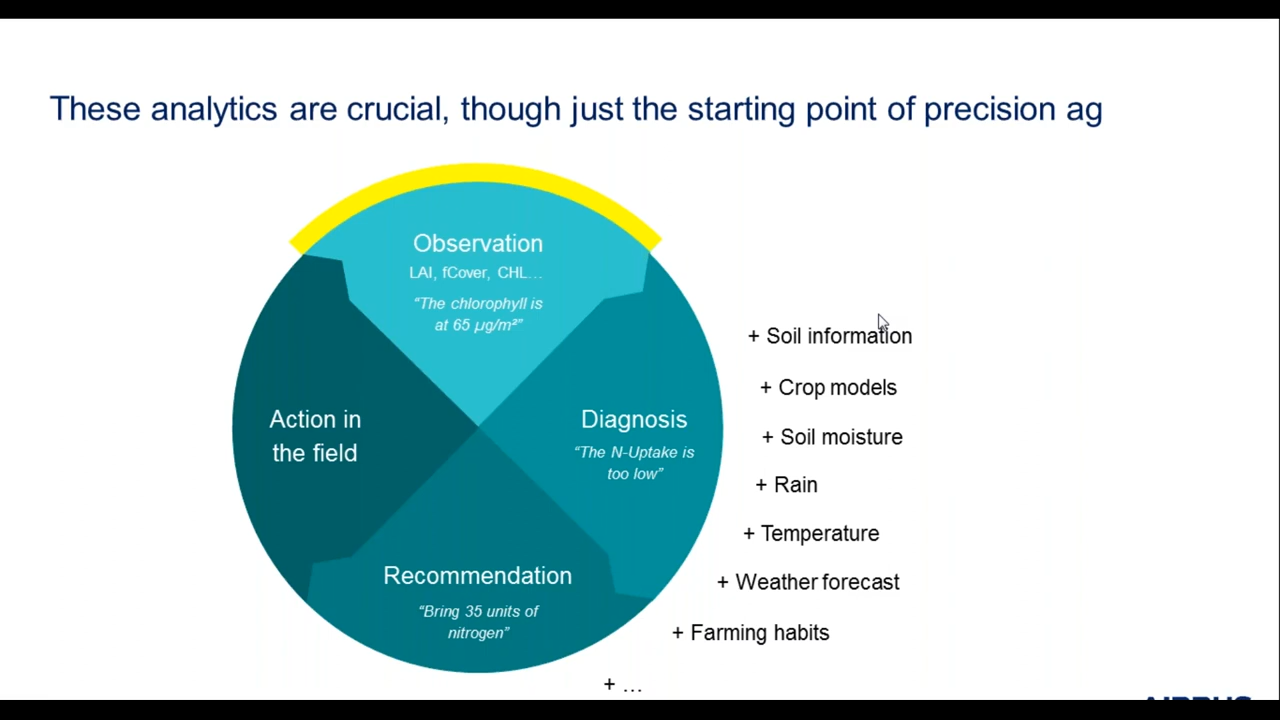 These analytics are crucial, though just the starting point of precision ag
Observation
LAI, fCover, CHL...
“The chlorophyll is
at 65 µg/m²”
Diagnosis
“The N-Uptake is
too low”
Recommendation
“Bring 35 units of
nitrogen”
Action in
the field
+ Soil information
+ Crop models
+ Soil moisture
+ Rain
+ Temperature
+ Weather forecast
+ Farming habits
+ ...